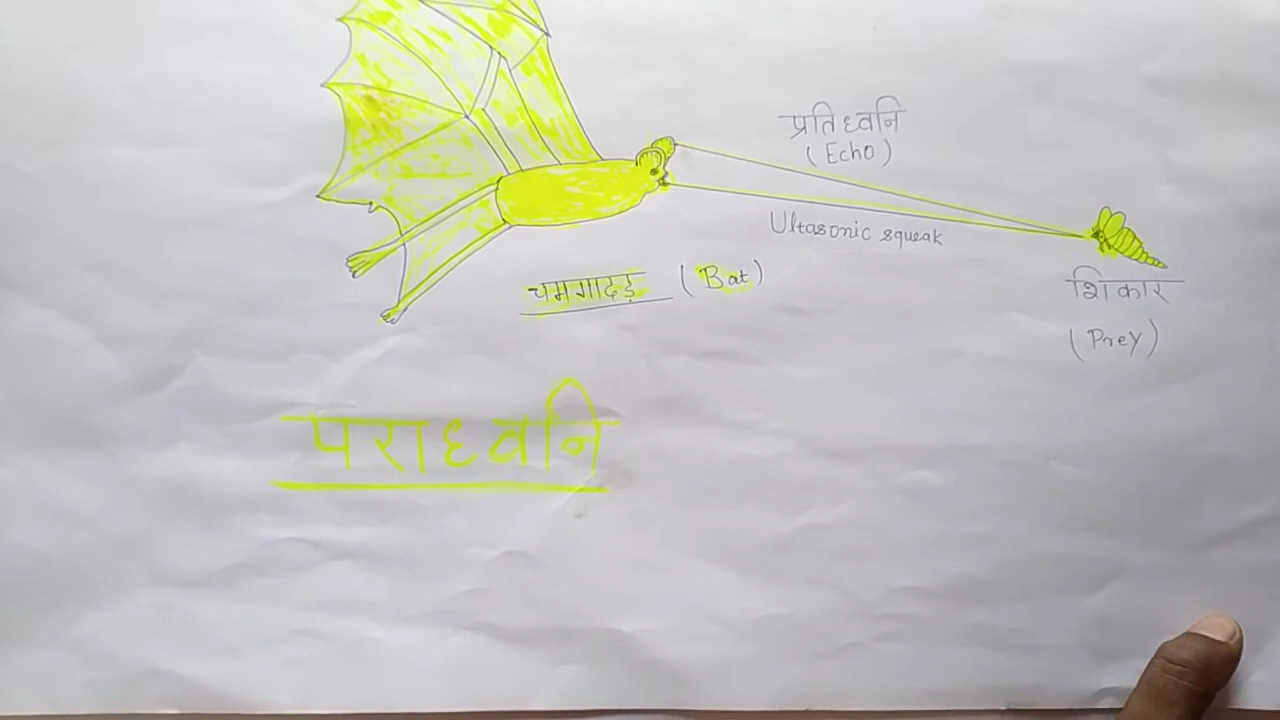 प्रतिध्वनि
(Echo)
Ultasonic squeak
चमगादड़ (Bat)
शिकार
(Prey)
पराध्वनि